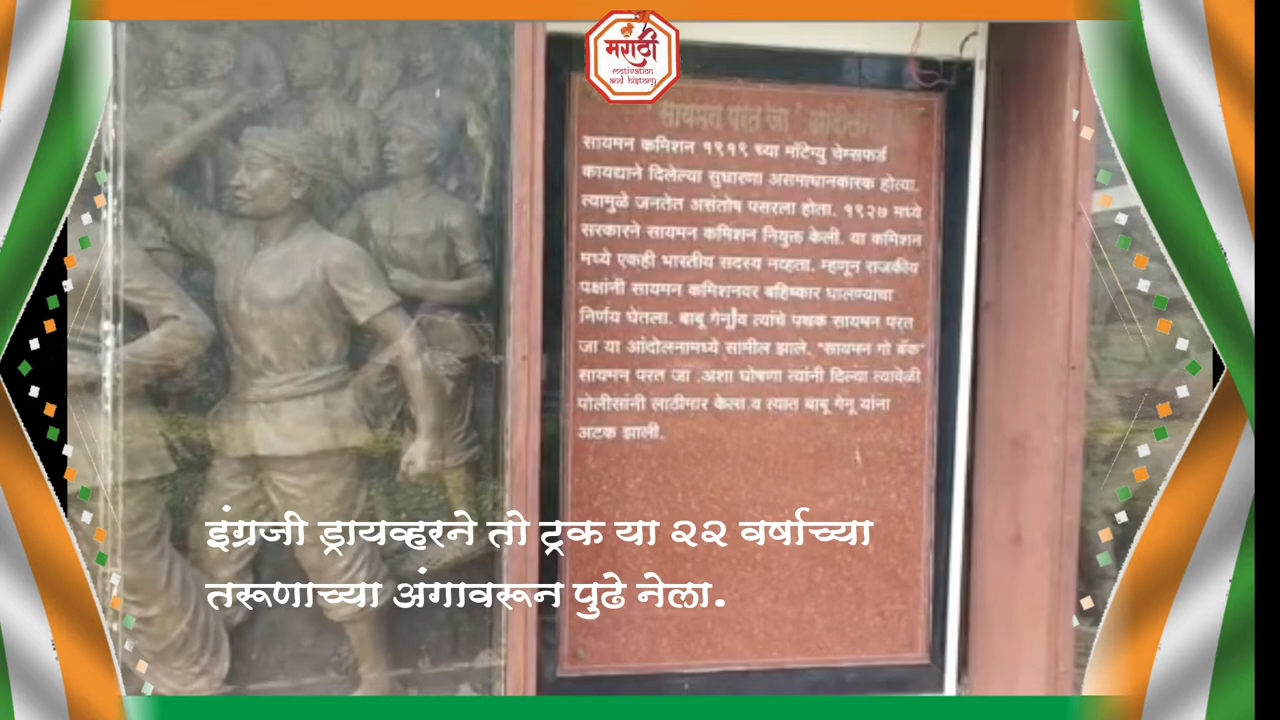 मराठी
motivation
and history
सायमन परत जा आंदोलन
सायमन कमिशन १९१९ च्या माँटेग्यु चेम्सफर्ड
कायद्याने दिलेल्या सुधारणा असमाधानकारक होत्या.
त्यामुळे जनतेत असंतोष पसरला होता. १९२७ मध्ये
सरकारने सायमन कमिशन नियुक्त केली. या कमिशन
मध्ये एकही भारतीय सदस्य नव्हता. म्हणून राजकीय
पक्षांनी सायमन कमिशनवर बहिष्कार घालण्याचा
निर्णय घेतला. बाबू गेनू व त्यांचे पथक सायमन परत
जा या आंदोलनामध्ये सामील झाले. "सायमन गो बॅक"
सायमन परत जा .अशा घोषणा त्यांनी दिल्या त्यावेळी
पोलीसांनी लाठीमार केला व त्यात बाबू गेनू यांना
अटक झाली.
इंग्रजी ड्रायव्हरने तो ट्रक या २२ वर्षाच्या
तरूणाच्या अंगावरून पुढे नेला.